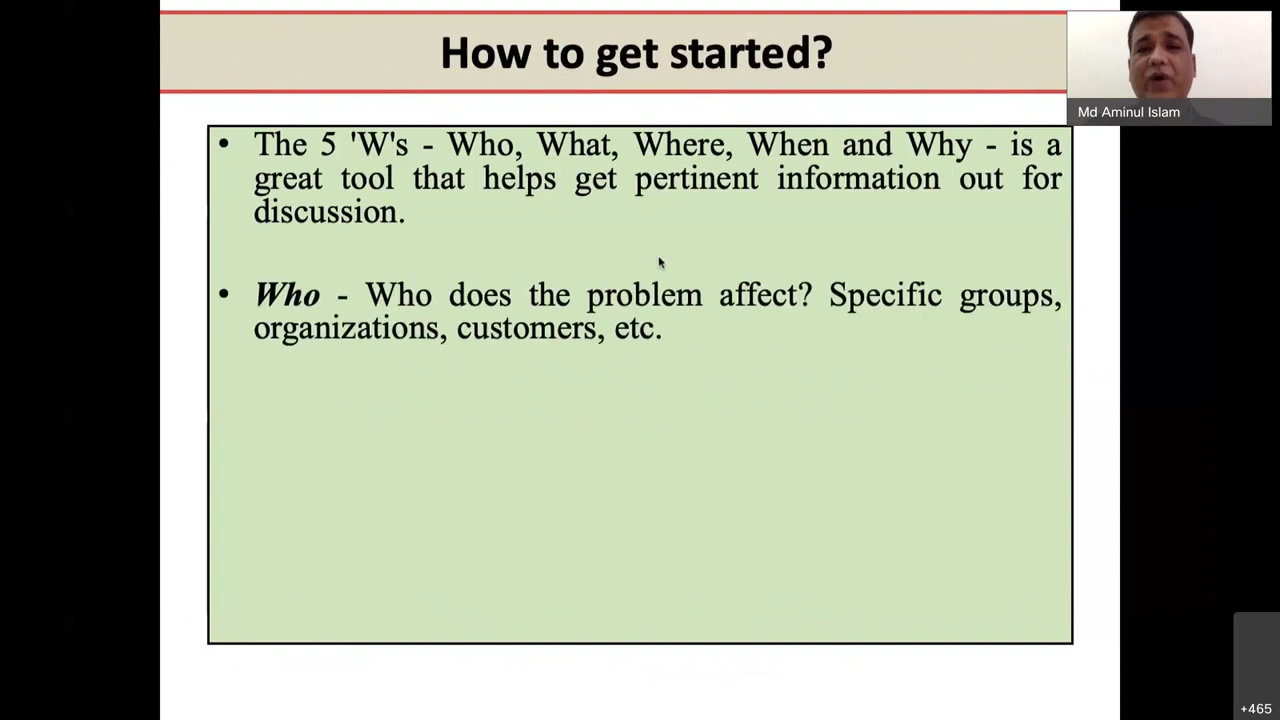 How to get started?
Md Aminul Islam
• The 5 'W's - Who, What, Where, When and Why - is a
great tool that helps get pertinent information out for
discussion.
• Who - Who does the problem affect? Specific groups,
organizations, customers, etc.
+465